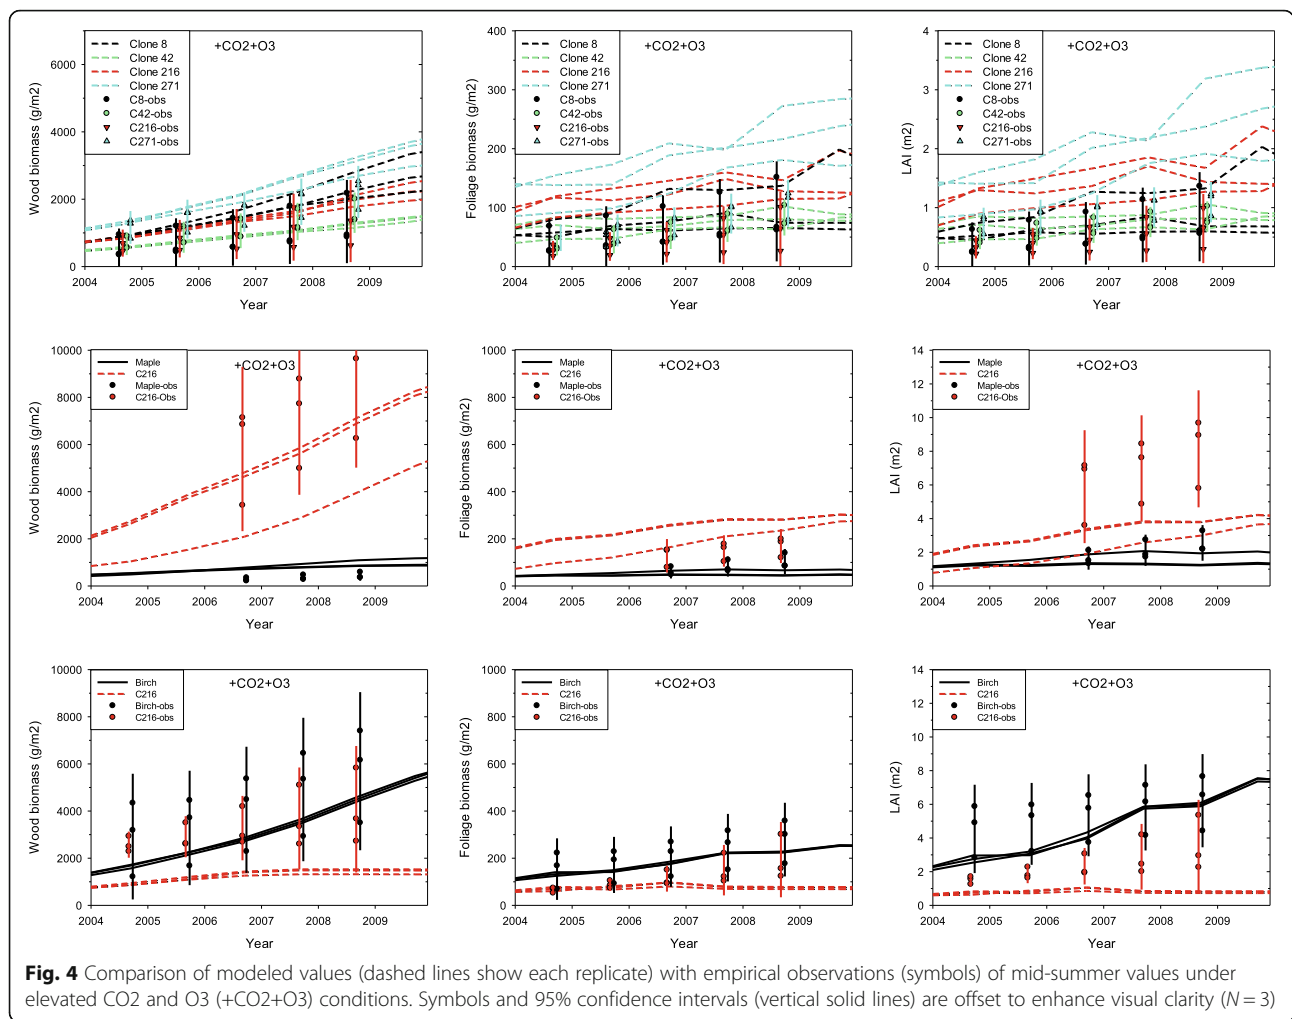 +CO2+O3
Clone 8
Clone 42
Clone 216
Clone 271
C8-obs
C42-obs
C216-obs
C271-obs
Wood biomass (g/m2)
6000
4000
2000
0
2004 2005 2006 2007 2008 2009
Year
+CO2+O3
Clone 8
Clone 42
Clone 216
Clone 271
C8-obs
C42-obs
C216-obs
C271-obs
Foliage biomass (g/m2)
400
300
200
100
0
2004 2005 2006 2007 2008 2009
Year
+CO2+O3
Clone 8
Clone 42
Clone 216
Clone 271
C8-obs
C42-obs
C216-obs
C271-obs
LAI (m2)
4
3
2
1
0
2004 2005 2006 2007 2008 2009
Year
+CO2+O3
Maple
C216
Maple-obs
C216-Obs
Wood biomass (g/m2)
10000
8000
6000
4000
2000
0
2004 2005 2006 2007 2008 2009
Year
+CO2+O3
Maple
C216
Maple-obs
C216-Obs
Foliage biomass (g/m2)
1000
800
600
400
200
0
2004 2005 2006 2007 2008 2009
Year
+CO2+O3
Maple
C216
Maple-obs
C216-Obs
LAI (m2)
14
12
10
8
6
4
2
0
2004 2005 2006 2007 2008 2009
Year
+CO2+O3
Birch
C216
Birch-obs
C216-obs
Wood biomass (g/m2)
10000
8000
6000
4000
2000
0
2004 2005 2006 2007 2008 2009
Year
+CO2+O3
Birch
C216
Birch-obs
C216-obs
Foliage biomass (g/m2)
1000
800
600
400
200
0
2004 2005 2006 2007 2008 2009
Year
+CO2+O3
Birch
C216
Birch-obs
C216-obs
LAI (m2)
14
12
10
8
6
4
2
0
2004 2005 2006 2007 2008 2009
Year
Fig. 4 Comparison of modeled values (dashed lines show each replicate) with empirical observations (symbols) of mid-summer values under
elevated CO2 and O3 (+CO2+O3) conditions. Symbols and 95% confidence intervals (vertical solid lines) are offset to enhance visual clarity (N = 3)